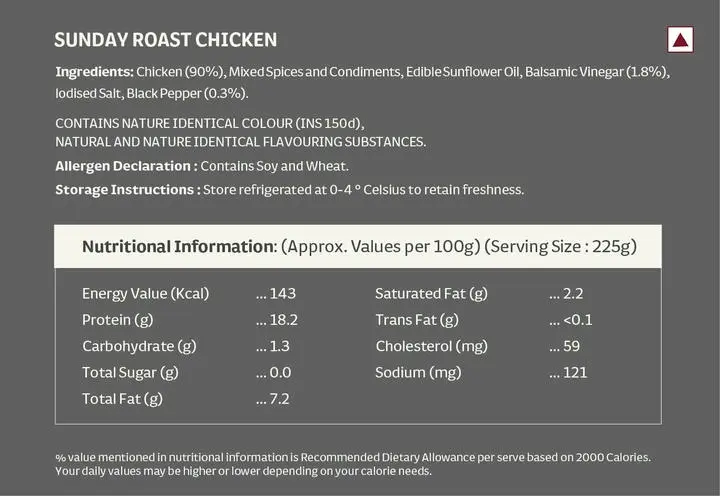 SUNDAY ROAST CHICKEN
Ingredients: Chicken (90%), Mixed Spices and Condiments, Edible Sunflower Oil, Balsamic Vinegar (1.8%),
Iodised Salt, Black Pepper (0.3%).
CONTAINS NATURE IDENTICAL COLOUR (INS 150d),
NATURAL AND NATURE IDENTICAL FLAVOURING SUBSTANCES.
Allergen Declaration : Contains Soy and Wheat.
Storage Instructions : Store refrigerated at 0-4 ° Celsius to retain freshness.
Nutritional Information: (Approx. Values per 100g) (Serving Size : 225g)
Energy Value (Kcal) ... 143
Protein (g) ... 18.2
Carbohydrate (g) ... 1.3
Total Sugar (g) ... 0.0
Total Fat (g) ... 7.2
Saturated Fat (g) ... 2.2
Trans Fat (g) ... <0.1
Cholesterol (mg) ... 59
Sodium (mg) ... 121
% value mentioned in nutritional information is Recommended Dietary Allowance per serve based on 2000 Calories.
Your daily values may be higher or lower depending on your calorie needs.